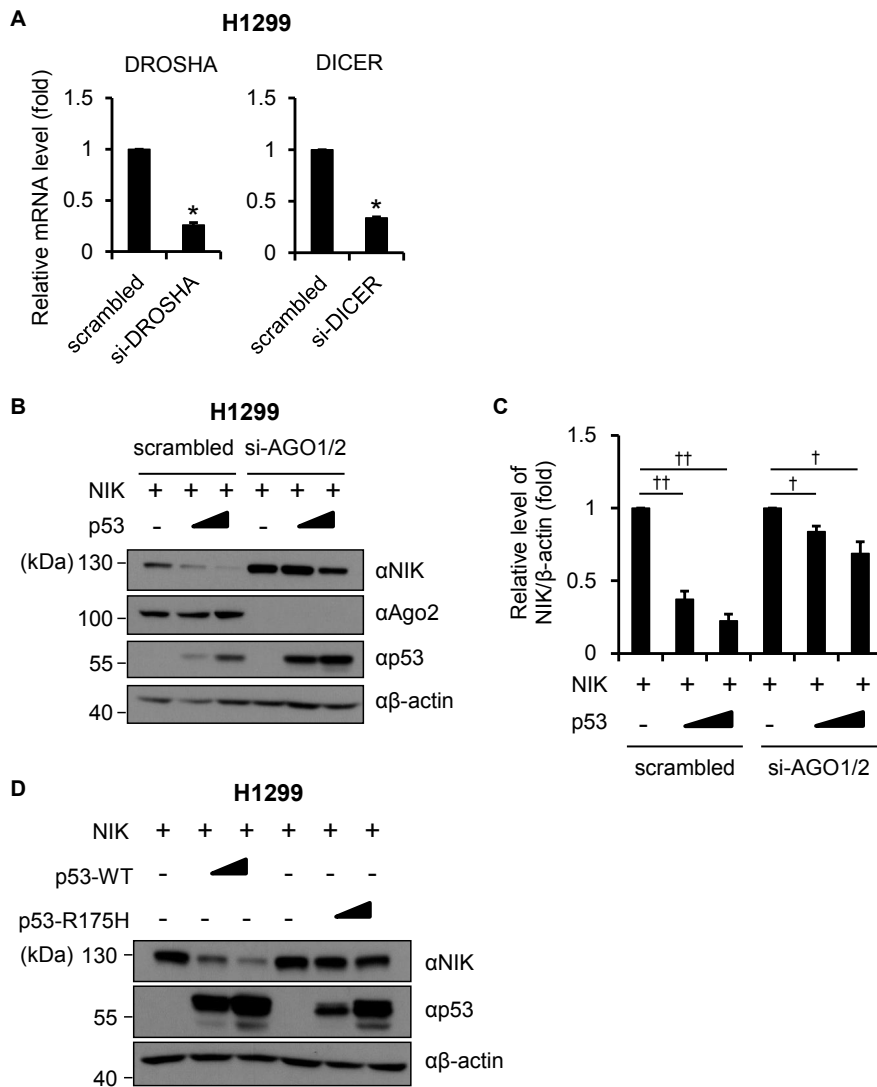 A
H1299
DROSHA
DICER
Relative mRNA level (fold)
1.5
1
0.5
0
*
scrambled
si-DROSHA
1.5
1
0.5
0
*
scrambled
si-DICER
B
H1299
scrambled si-AGO1/2
NIK + + + + + +
p53 - -
(kDa) 130 αNIK
100 αAgo2
55 αp53
40 αβ-actin
C
Relative level of
NIK/β-actin (fold)
1.5
1
0.5
0
††
††
†
†
NIK + + + + + +
p53 - -
scrambled si-AGO1/2
D
H1299
NIK + + + + + +
p53-WT - - - -
p53-R175H - - - -
(kDa) 130 αNIK
55 αp53
40 αβ-actin